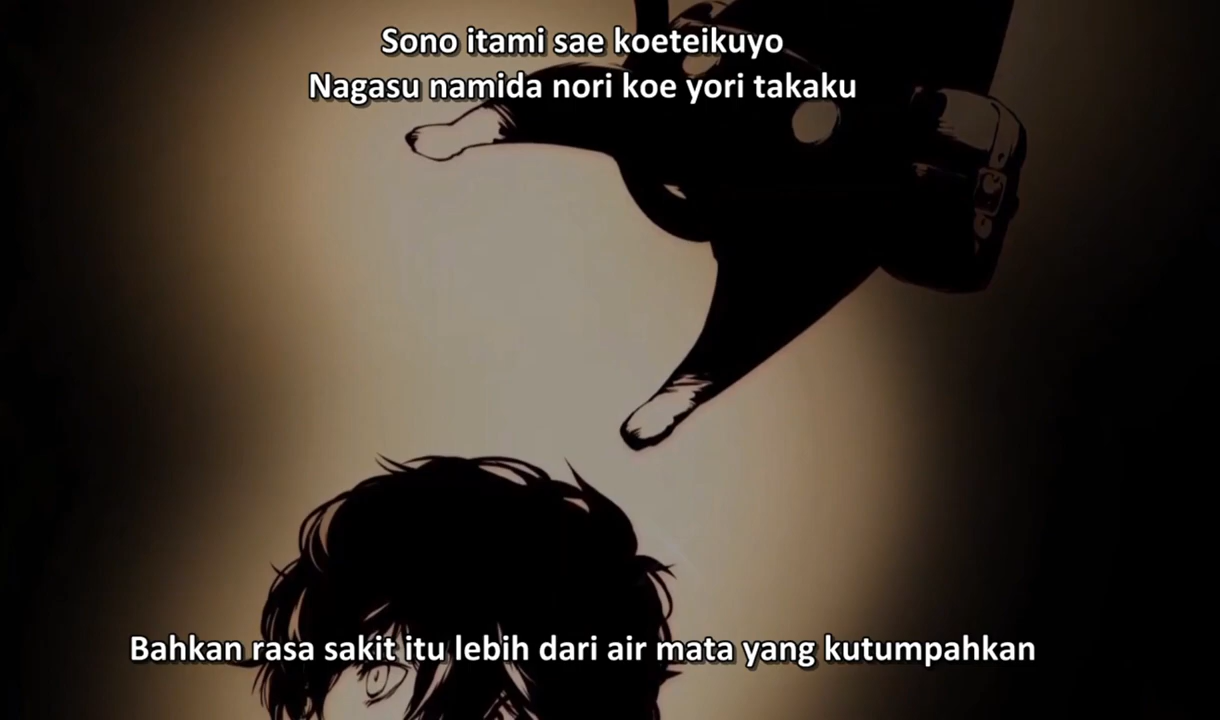 Sono itami sae koeteikuyo
Nagasu namida nori koe yori takaku
Bahkan rasa sakit itu lebih dari air mata yang kutumpahkan